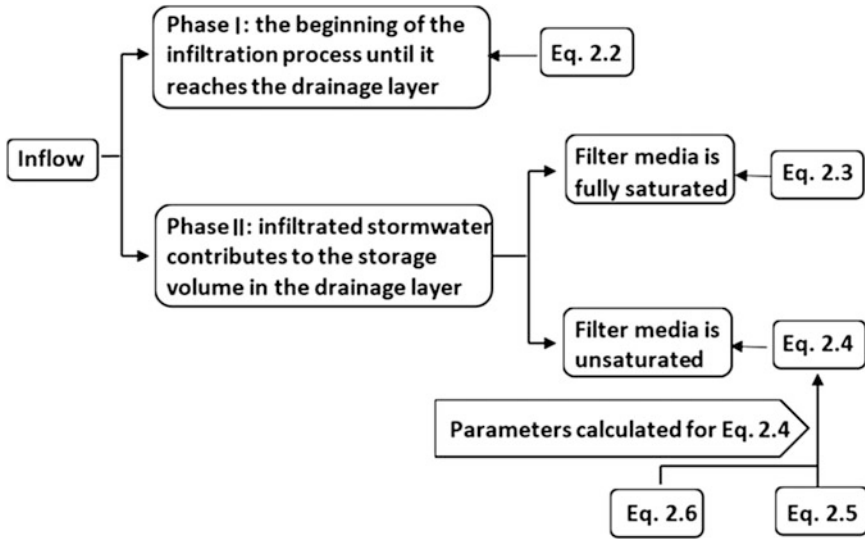 Phase I: the beginning of the
infiltration process until it
reaches the drainage layer
Eq. 2.2
Inflow
Filter media is
fully saturated
Eq. 2.3
Phase II: infiltrated stormwater
contributes to the storage
volume in the drainage layer
Filter media is
unsaturated
Eq. 2.4
Parameters calculated for Eq. 2.4
Eq. 2.6
Eq. 2.5